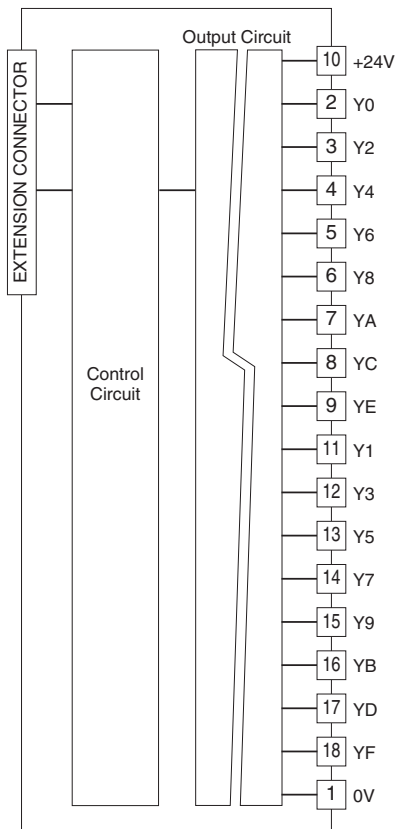 Output Circuit
EXTENSION CONNECTOR
Control
Circuit
10 +24V
2 Y0
3 Y2
4 Y4
5 Y6
6 Y8
7 YA
8 YC
9 YE
11 Y1
12 Y3
13 Y5
14 Y7
15 Y9
16 YB
17 YD
18 YF
1 0V